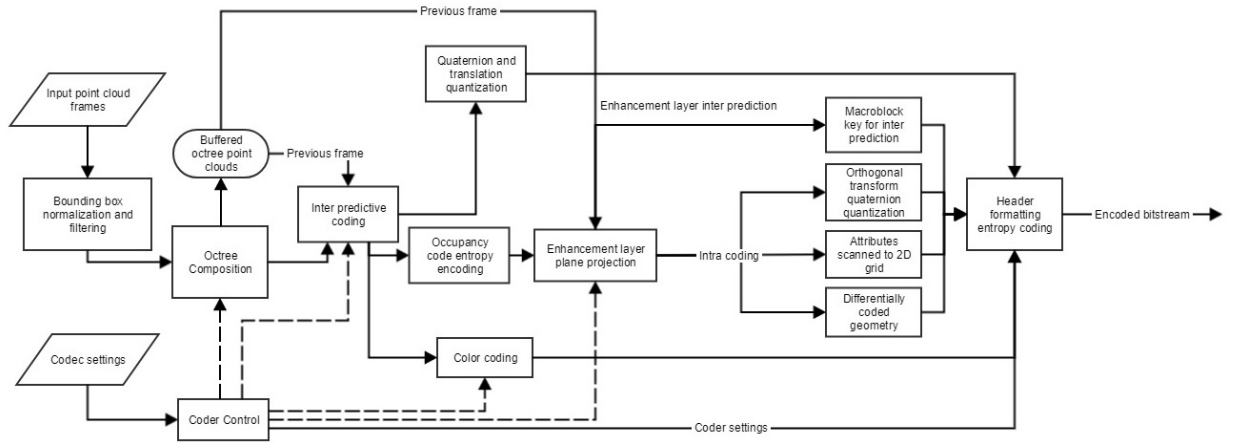 Previous frame
Quaternion and
translation
quantization
Input point cloud
frames
Enhancement layer inter prediction
Macroblock
key for inter
prediction
Buffered
octree point
clouds
Previous frame
Orthogonal
transform
quaternion
quantization
Bounding box
normalization and
filtering
Inter predictive
coding
Header
formatting
entropy coding
Encoded bitstream
Octree
Composition
Occupancy
code entropy
encoding
Enhancement layer
plane projection
Intra coding
Attributes
scanned to 2D
grid
Differentially
coded
geometry
Codec settings
Color coding
Coder Control
Coder settings